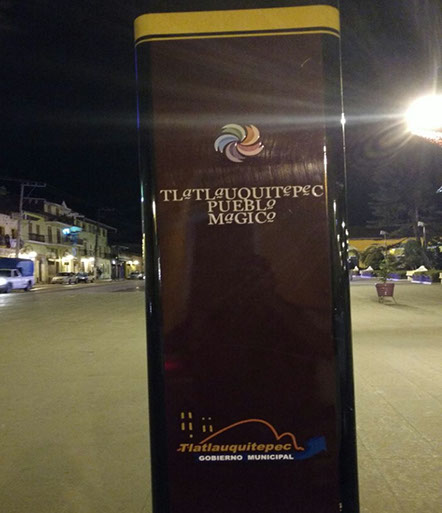 TLaTLaUQUITePeC
PUEBLo
MaGICo
Tlatlauquitepec
GOBIERNO MUNICIPAL